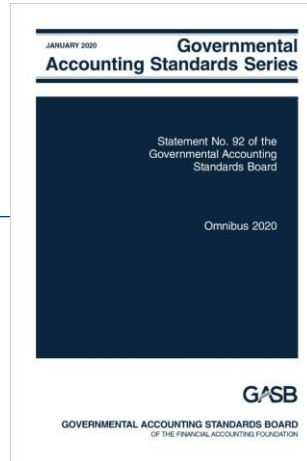 JANUARY 2020
Governmental
Accounting Standards Series
Statement No. 92 of the
Governmental Accounting
Standards Board
Omnibus 2020
GASB
GOVERNMENTAL ACCOUNTING STANDARDS BOARD
OF THE FINANCIAL ACCOUNTING FOUNDATION